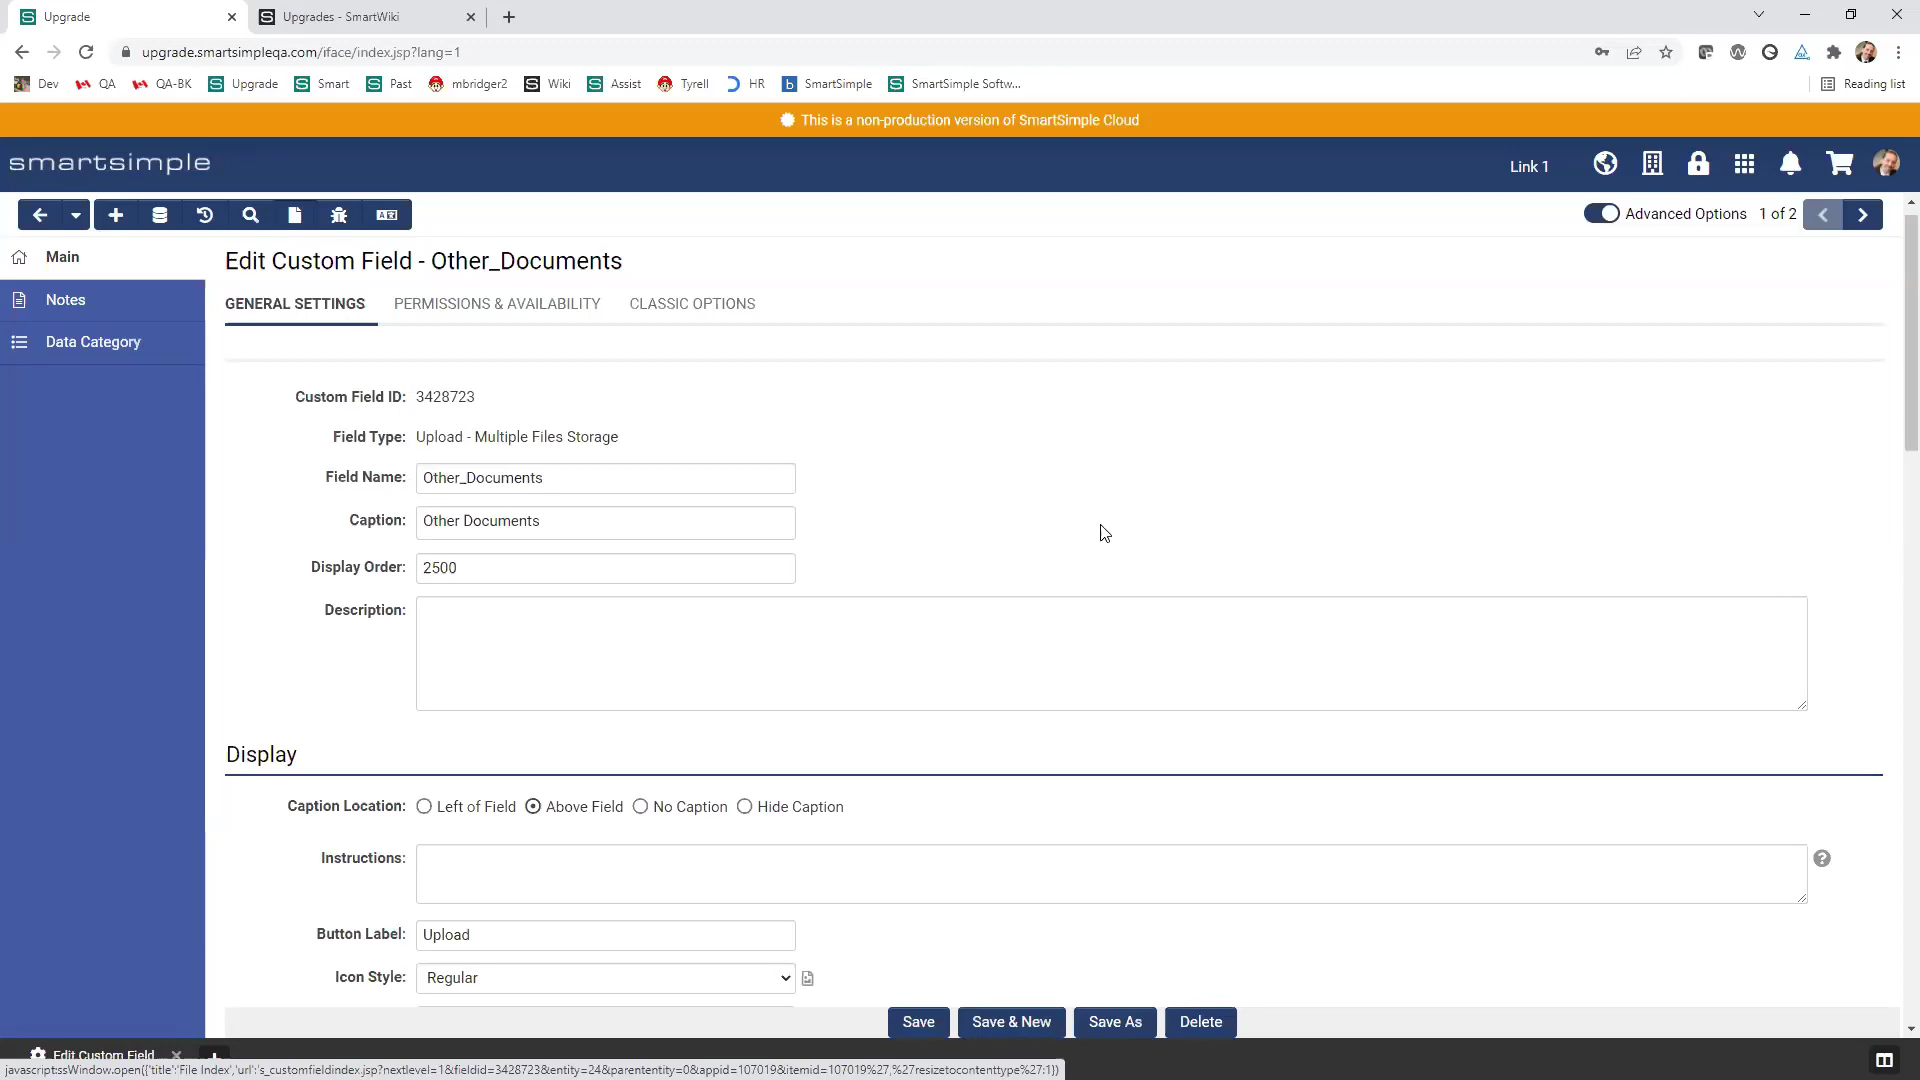 Upgrade
Upgrades - SmartWiki
upgrade.smartsimpleqa.com/iface/index.jsp?lang=1
Dev QA QA-BK Upgrade Smart Past mbridger2 Wiki Assist Tyrell HR SmartSimple SmartSimple Softw... Reading list
This is a non-production version of SmartSimple Cloud
smartsimple
Link 1
Advanced Options 1 of 2
Main
Notes
Data Category
Edit Custom Field - Other_Documents
GENERAL SETTINGS PERMISSIONS & AVAILABILITY CLASSIC OPTIONS
Custom Field ID: 3428723
Field Type: Upload - Multiple Files Storage
Field Name: Other_Documents
Caption: Other Documents
Display Order: 2500
Description:
Display
Caption Location: Left of Field Above Field No Caption Hide Caption
Instructions:
Button Label: Upload
Icon Style: Regular
Save Save & New Save As Delete
Edit Custom Field
javascript:ssWindow.open({'title':'File Index','url':'s_customfieldindex.jsp?nextlevel=1&fieldid=3428723&entity=24&parententity=0&appid=107019&itemid=107019%27,%27resizetocontenttype%27:1})